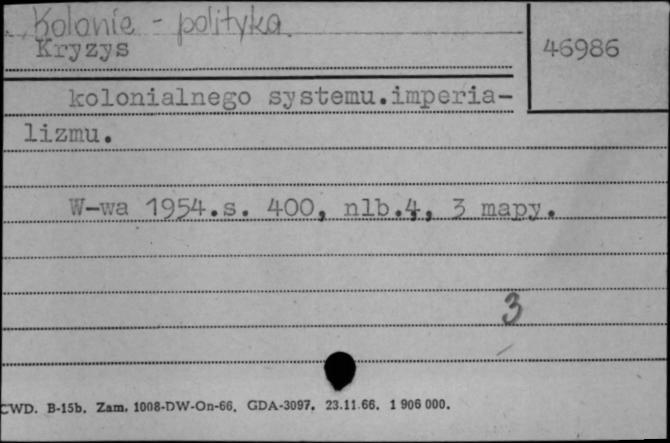 Kolonie - polityka
Kryzys
46986
kolonialnego systemu.imperia-
lizmu.
W-wa 1954.s. 400, nlb.4, 3 mapy.
3
CWD. B-15b. Zam. 1008-DW-On-66. GDA-3097. 23.11.66. 1 906 000.